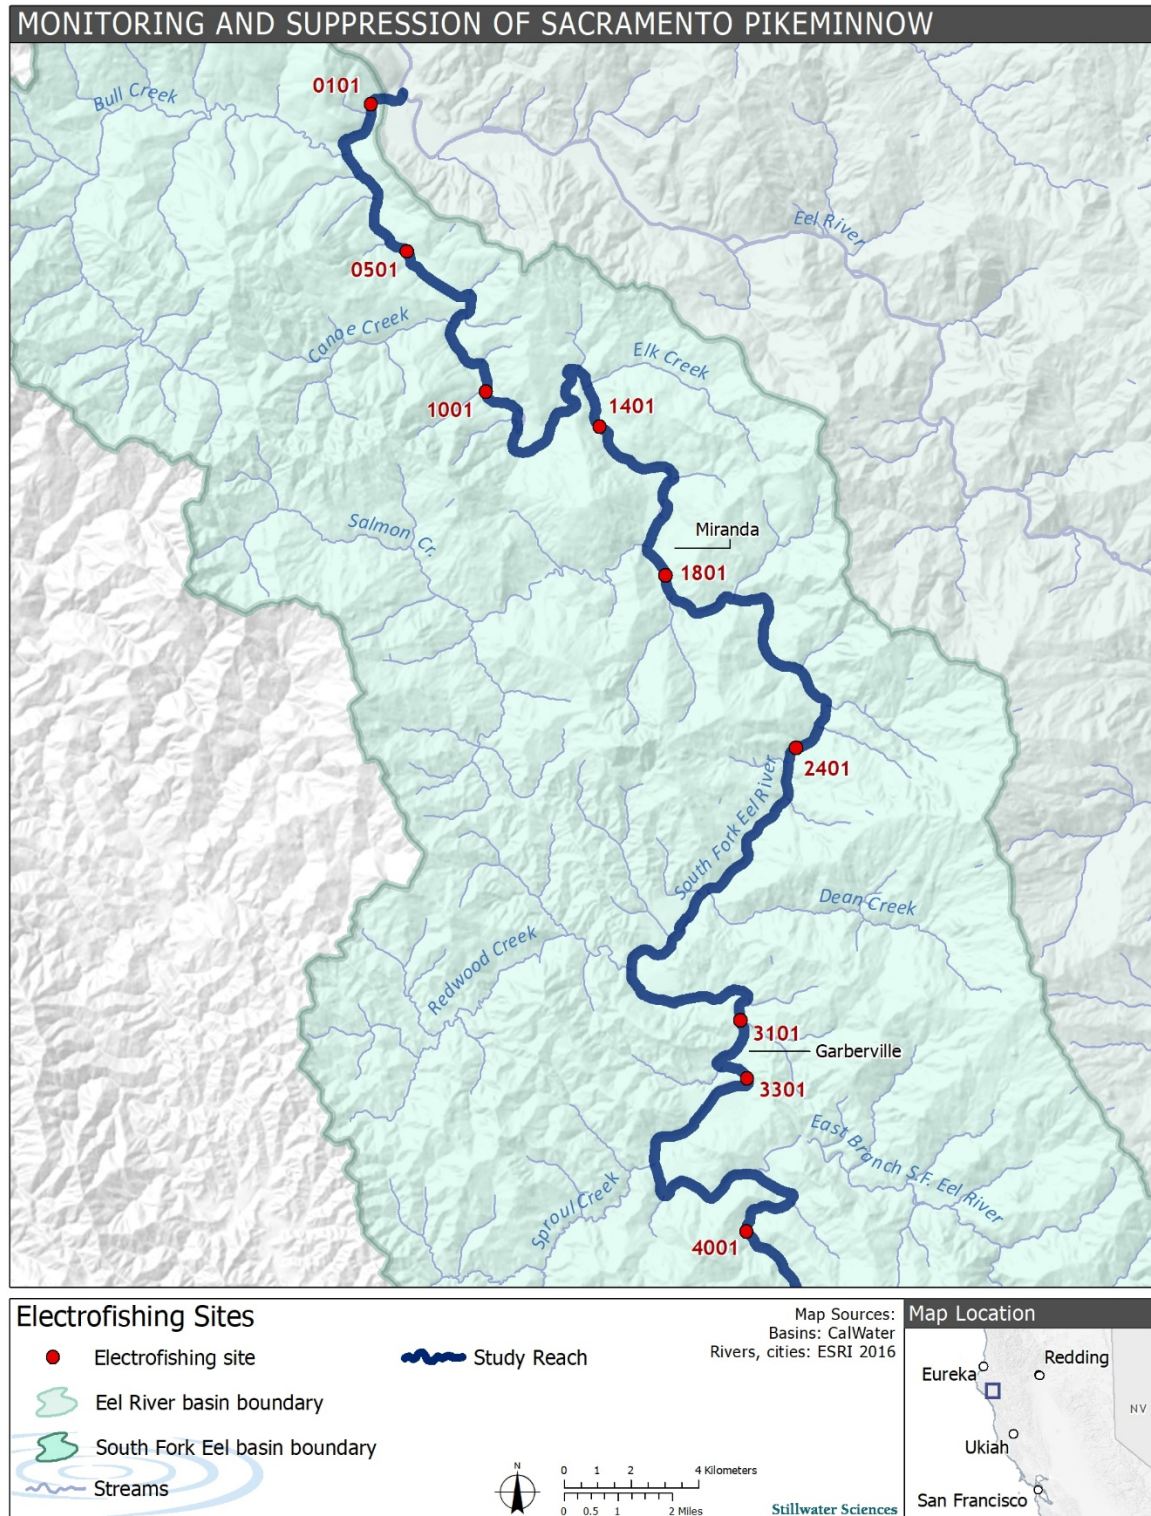 MONITORING AND SUPPRESSION OF SACRAMENTO PIKEMINNOW
0101
Bull Creek
Eel River
0501
Canoe Creek
Elk Creek
1001
1401
Salmon Cr.
Miranda
1801
2401
South Fork Eel River
Dean Creek
Redwood Creek
3101
Garberville
3301
East Branch S.F. Eel River
Sproul Creek
4001
Electrofishing Sites
Electrofishing site
Study Reach
Eel River basin boundary
South Fork Eel basin boundary
Streams
N
0 1 2 4 Kilometers
0 0.5 1 2 Miles
Map Sources:
Basins: CalWater
Rivers, cities: ESRI 2016
Stillwater Sciences
Map Location
Eureka
Redding
NV
Ukiah
San Francisco